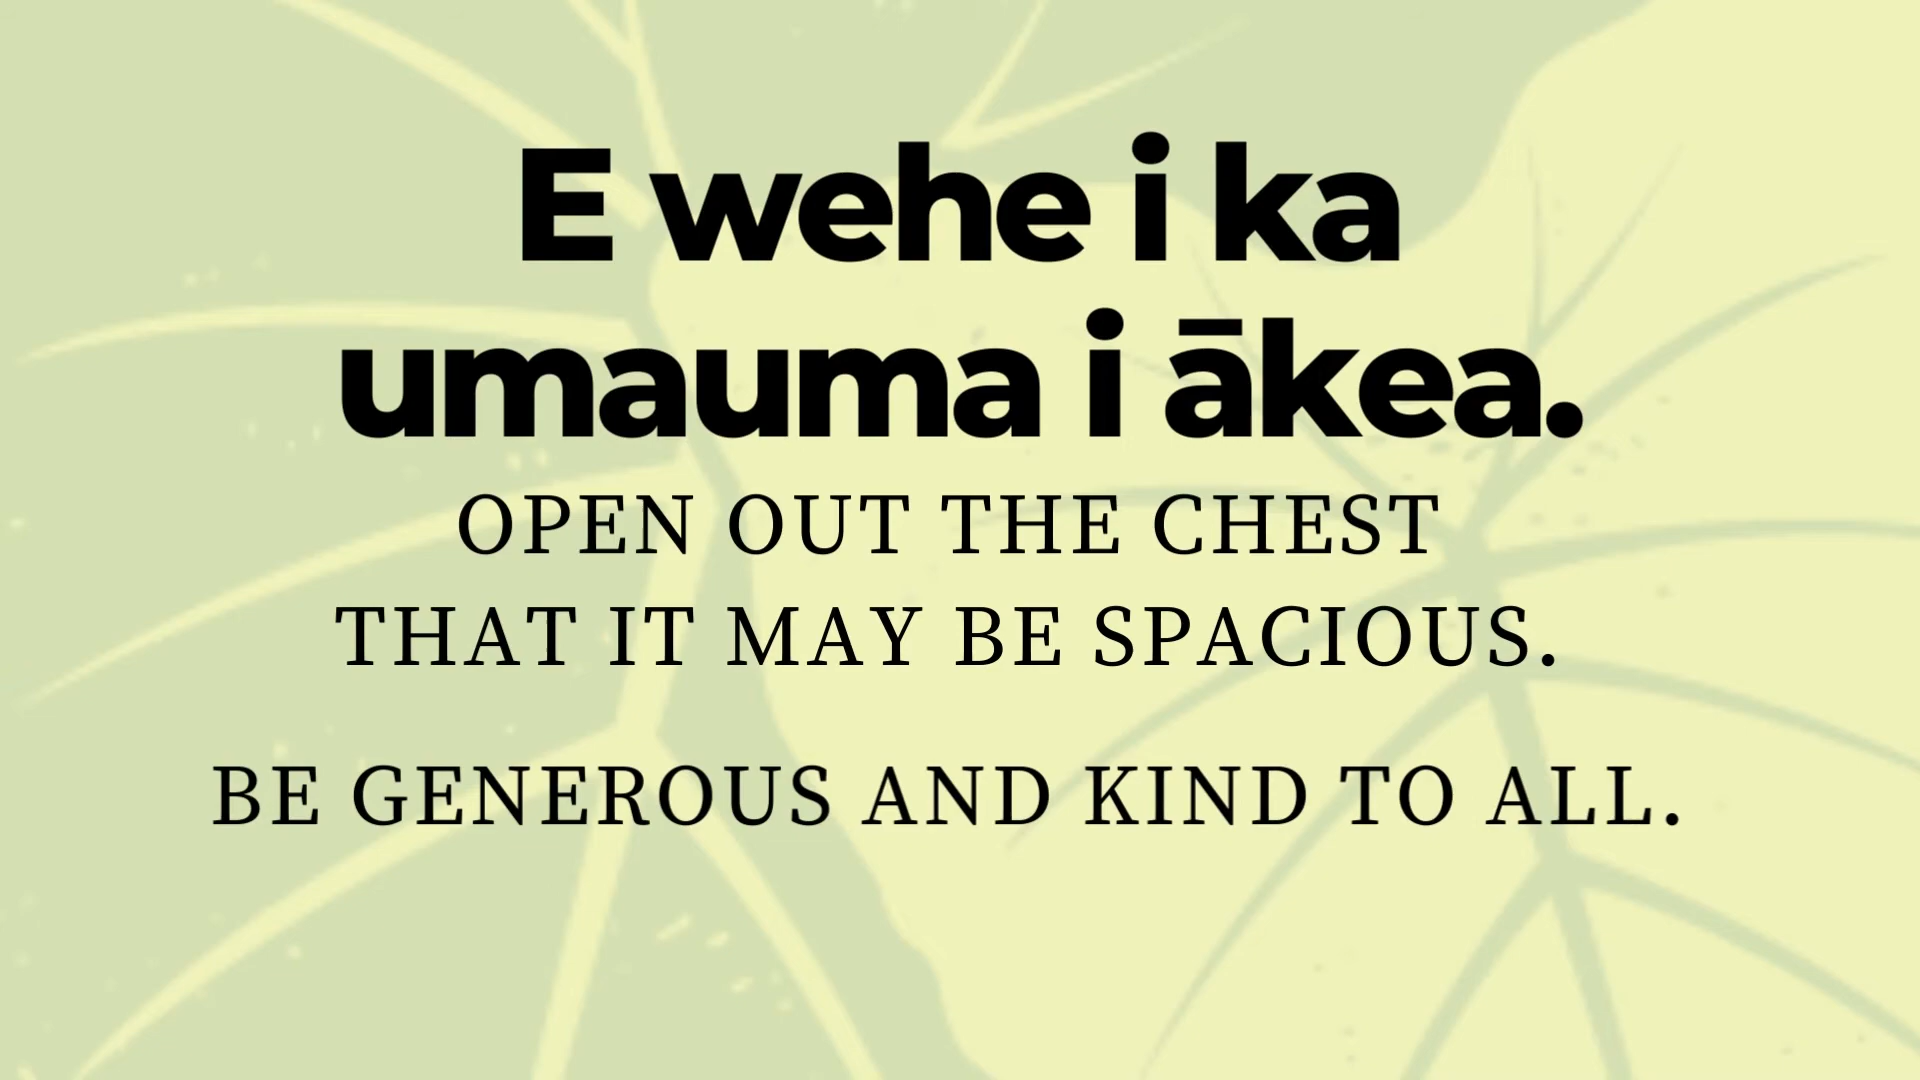 E wehe i ka
umauma i ākea.
OPEN OUT THE CHEST
THAT IT MAY BE SPACIOUS.
BE GENEROUS AND KIND TO ALL.